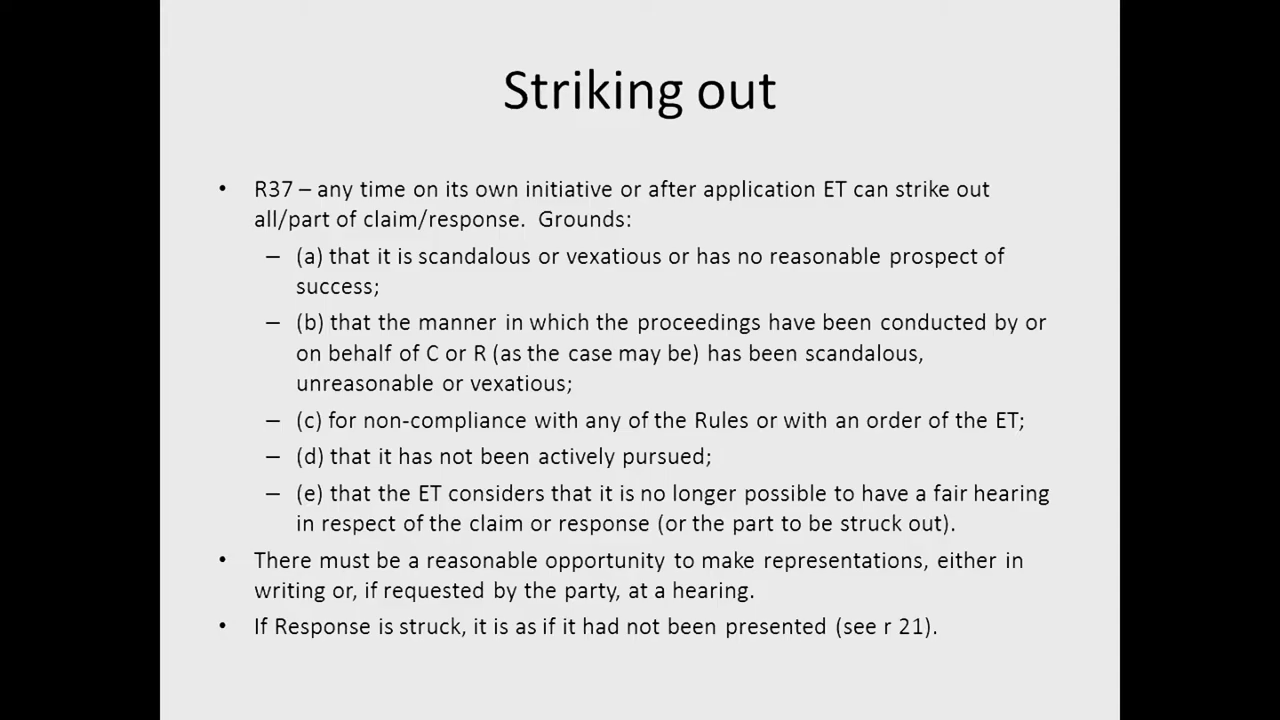 Striking out
• R37 – any time on its own initiative or after application ET can strike out
all/part of claim/response.  Grounds:
– (a) that it is scandalous or vexatious or has no reasonable prospect of
success;
– (b) that the manner in which the proceedings have been conducted by or
on behalf of C or R (as the case may be) has been scandalous,
unreasonable or vexatious;
– (c) for non-compliance with any of the Rules or with an order of the ET;
– (d) that it has not been actively pursued;
– (e) that the ET considers that it is no longer possible to have a fair hearing
in respect of the claim or response (or the part to be struck out).
• There must be a reasonable opportunity to make representations, either in
writing or, if requested by the party, at a hearing.
• If Response is struck, it is as if it had not been presented (see r 21).